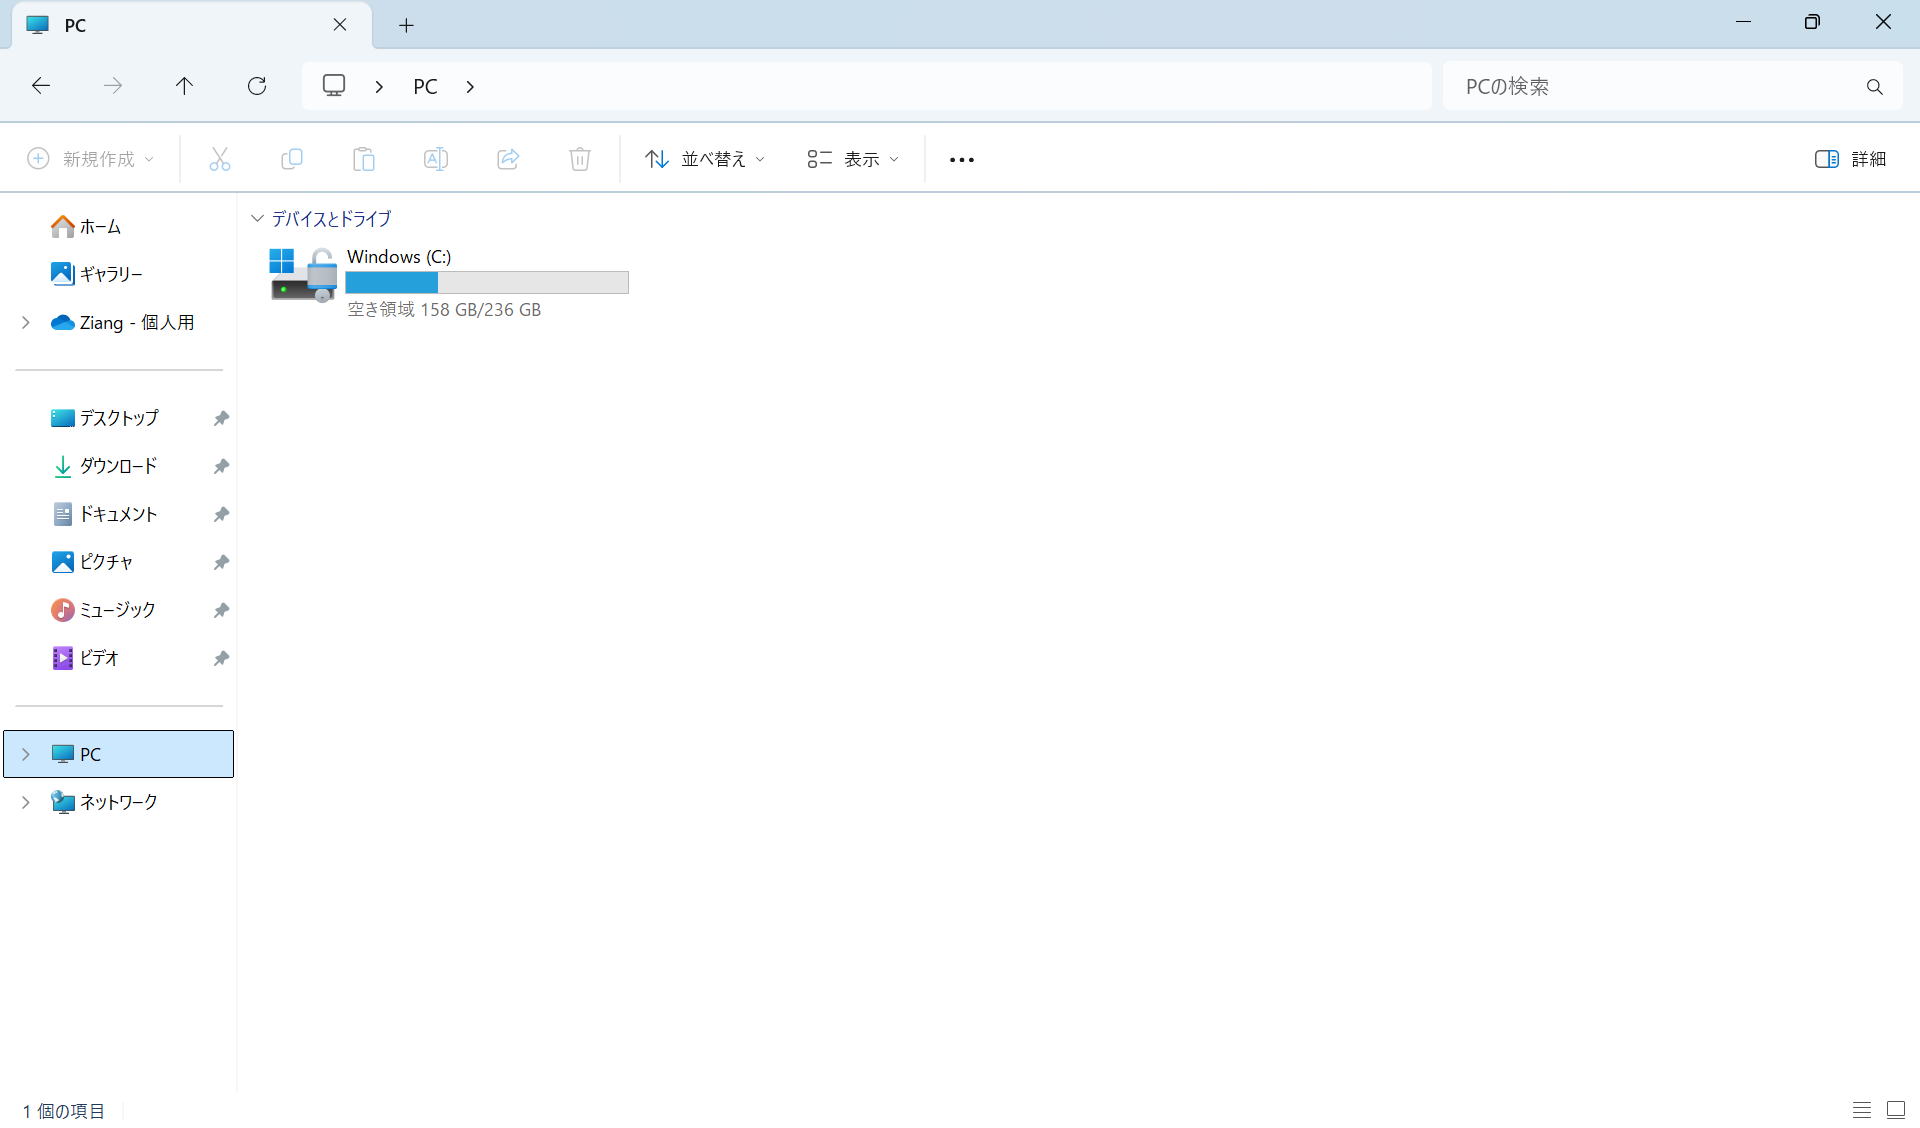 PC
PC
PCの検索
新規作成
並べ替え
表示
詳細
ホーム
ギャラリー
Ziang - 個人用
デスクトップ
ダウンロード
ドキュメント
ピクチャ
ミュージック
ビデオ
PC
ネットワーク
デバイスとドライブ
Windows (C:)
空き領域 158 GB/236 GB
1 個の項目